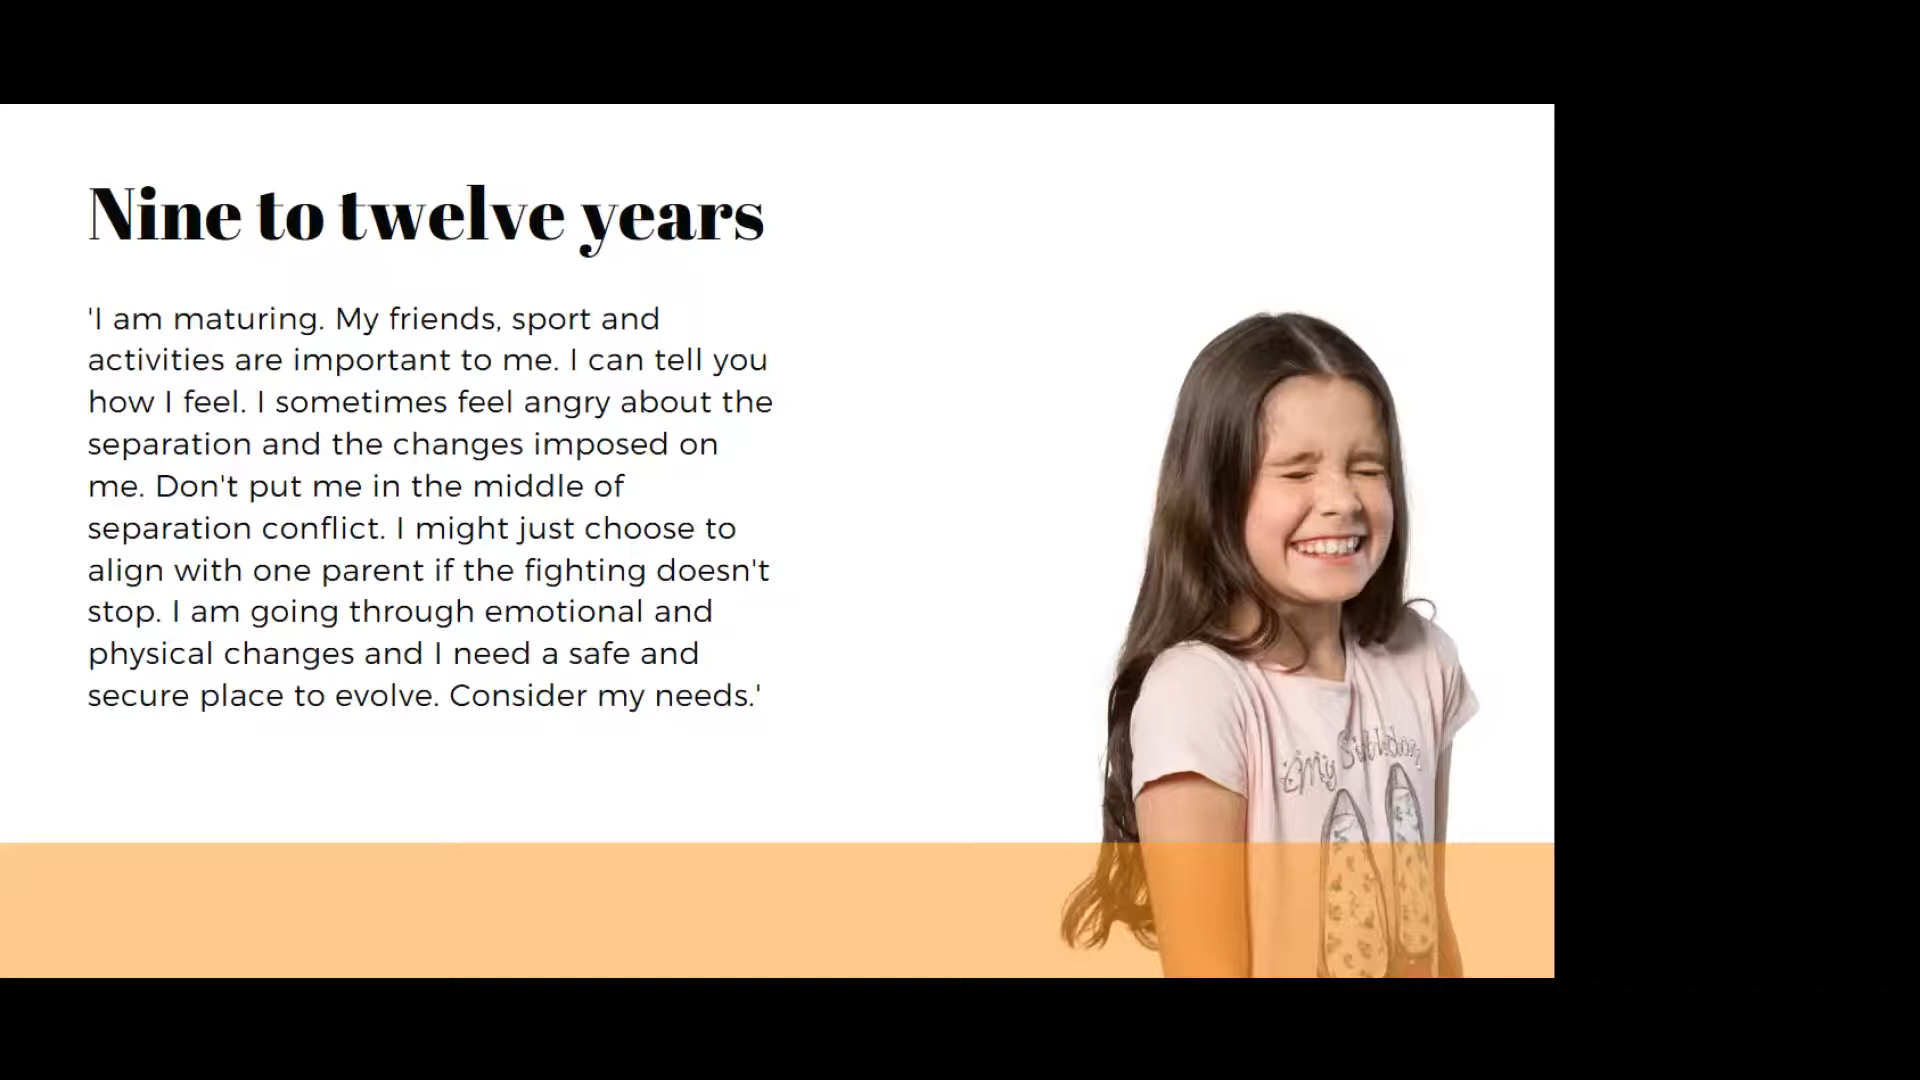 Nine to twelve years
'I am maturing. My friends, sport and
activities are important to me. I can tell you
how I feel. I sometimes feel angry about the
separation and the changes imposed on
me. Don't put me in the middle of
separation conflict. I might just choose to
align with one parent if the fighting doesn't
stop. I am going through emotional and
physical changes and I need a safe and
secure place to evolve. Consider my needs.'
My